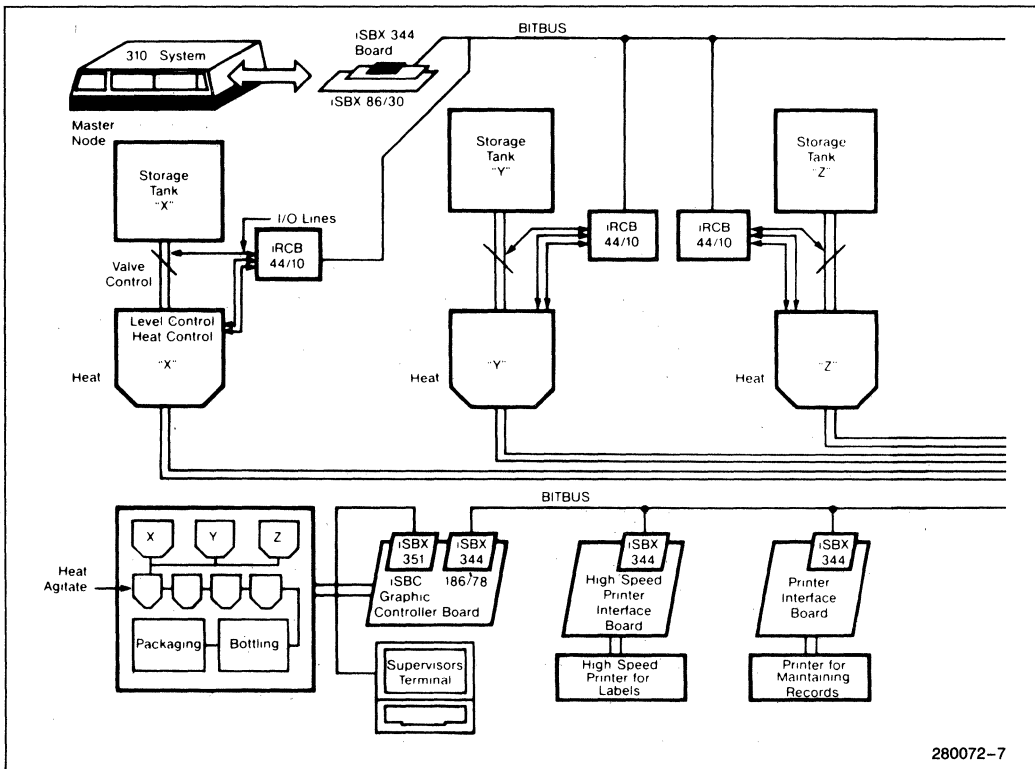 310 System
iSBX 344
Board
iSBX 86/30
BITBUS
Master
Node
Storage
Tank
"X"
I/O Lines
iRCB
44/10
Valve
Control
Level Control
Heat Control
"X"
Heat
Storage
Tank
"Y"
iRCB
44/10
"Y"
Heat
Storage
Tank
"Z"
iRCB
44/10
"Z"
Heat
BITBUS
X
Y
Z
Heat
Agitate
Packaging
Bottling
iSBX
351
iSBX
344
iSBC 186/78
Graphic
Controller Board
Supervisors
Terminal
iSBX
344
High Speed
Printer
Interface
Board
High Speed
Printer for
Labels
iSBX
344
Printer
Interface
Board
Printer for
Maintaining
Records
280072-7